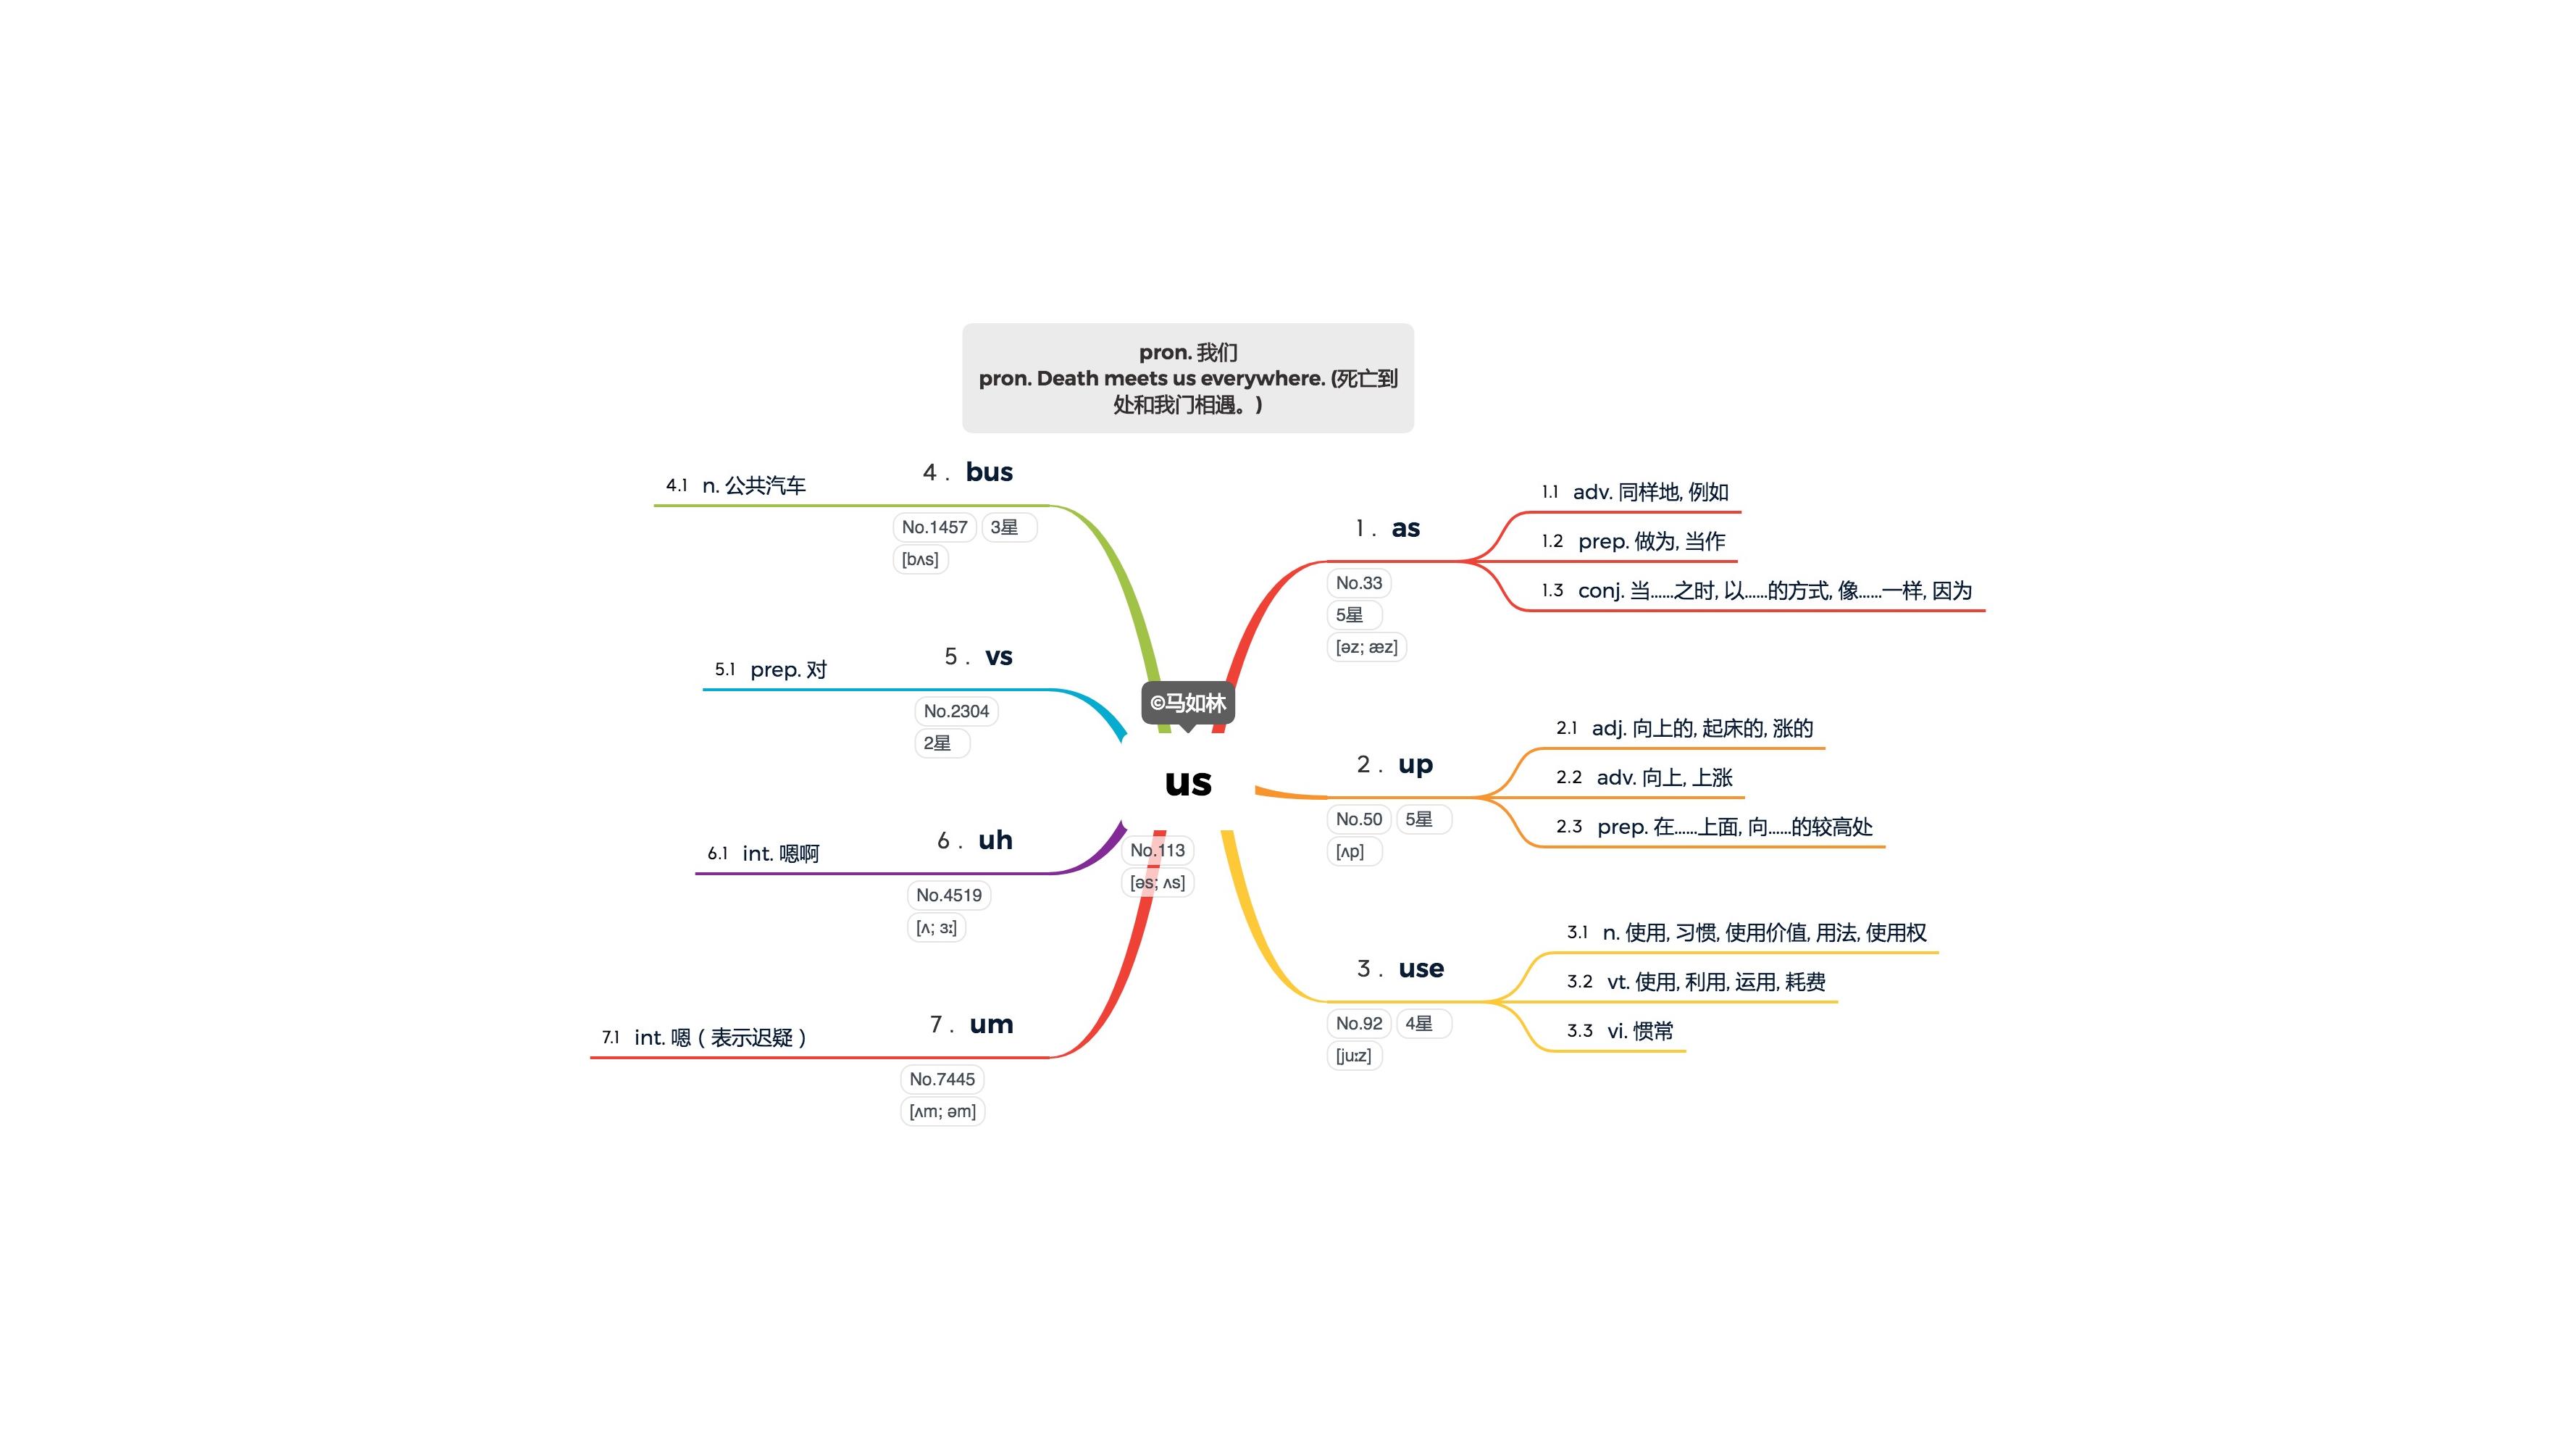 pron. 我们
pron. Death meets us everywhere. (死亡到
处和我门相遇。)
©马如林
us
No.113
[əs; ʌs]
1 . as
No.33
5星
[əz; æz]
1.1 adv. 同样地, 例如
1.2 prep. 做为, 当作
1.3 conj. 当……之时, 以……的方式, 像……一样, 因为
2 . up
No.50 5星
[ʌp]
2.1 adj. 向上的, 起床的, 涨的
2.2 adv. 向上, 上涨
2.3 prep. 在……上面, 向……的较高处
3 . use
No.92 4星
[juːz]
3.1 n. 使用, 习惯, 使用价值, 用法, 使用权
3.2 vt. 使用, 利用, 运用, 耗费
3.3 vi. 惯常
4 . bus
No.1457 3星
[bʌs]
4.1 n. 公共汽车
5 . vs
No.2304
2星
5.1 prep. 对
6 . uh
No.4519
[ʌ; ɜː]
6.1 int. 嗯啊
7 . um
No.7445
[ʌm; əm]
7.1 int. 嗯（表示迟疑）